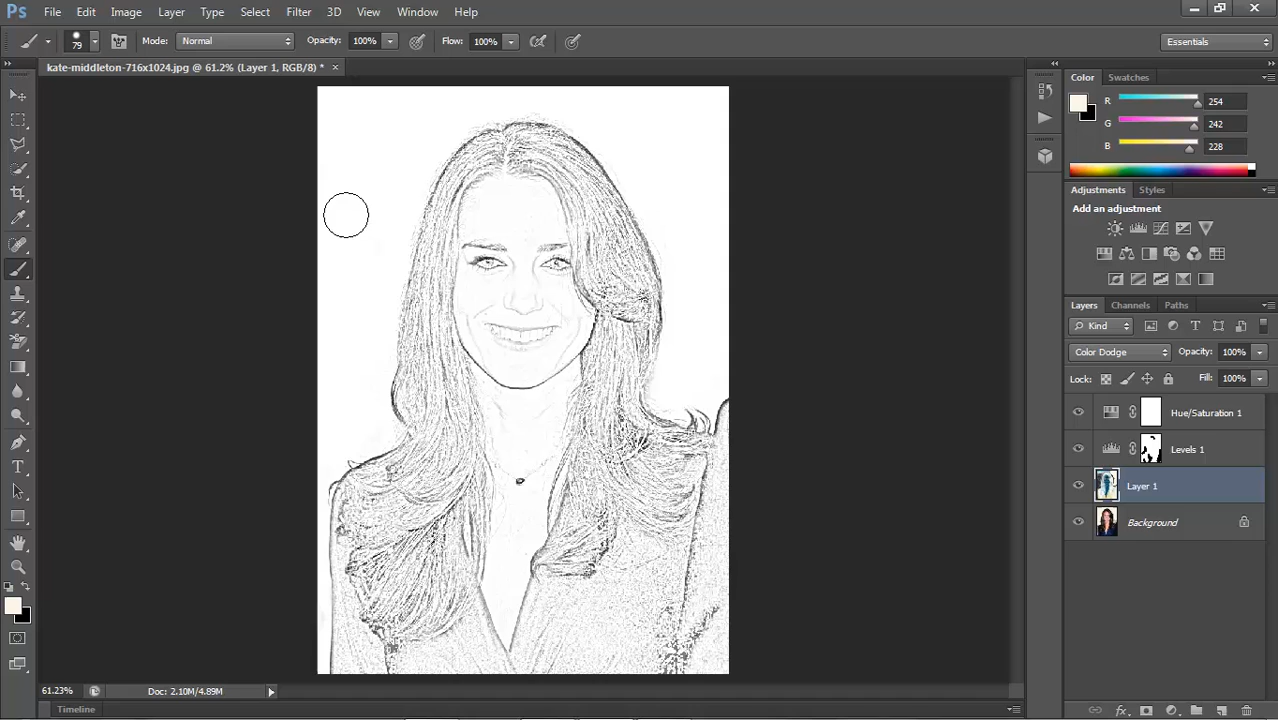 Ps File Edit Image Layer Type Select Filter 3D View Window Help
79 Mode: Normal Opacity: 100% Flow: 100% Essentials
kate-middleton-716x1024.jpg @ 61.2% (Layer 1, RGB/8) * ×
Color Swatches
R 254
G 242
B 228
Adjustments Styles
Add an adjustment
Layers Channels Paths
Kind
Color Dodge Opacity: 100%
Lock: Fill: 100%
Hue/Saturation 1
Levels 1
Layer 1
Background
61.23% Doc: 2.10M/4.89M
Timeline